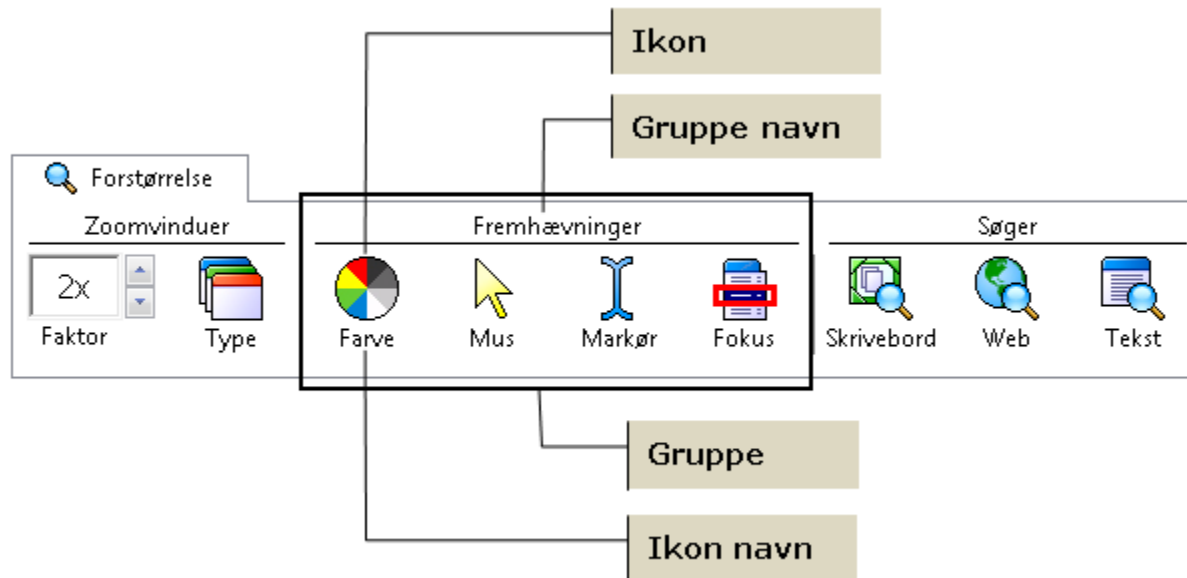 Ikon
Gruppe navn
Forstørrelse
Zoomvinduer Fremhævninger Søger
2x
Faktor Type Farve Mus Markør Fokus Skrivebord Web Tekst
Gruppe
Ikon navn